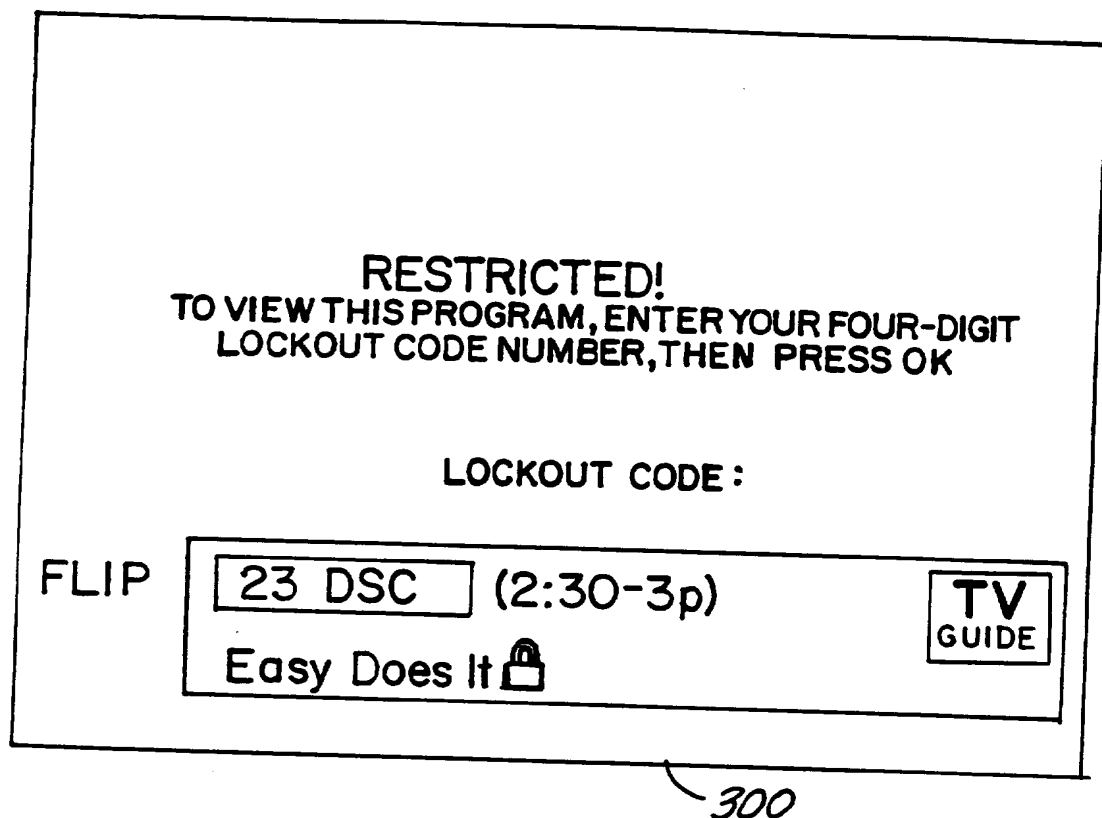 RESTRICTED!
TO VIEW THIS PROGRAM, ENTER YOUR FOUR-DIGIT
LOCKOUT CODE NUMBER, THEN PRESS OK
LOCKOUT CODE:
FLIP
23 DSC (2:30-3p)
TV
GUIDE
Easy Does It
300